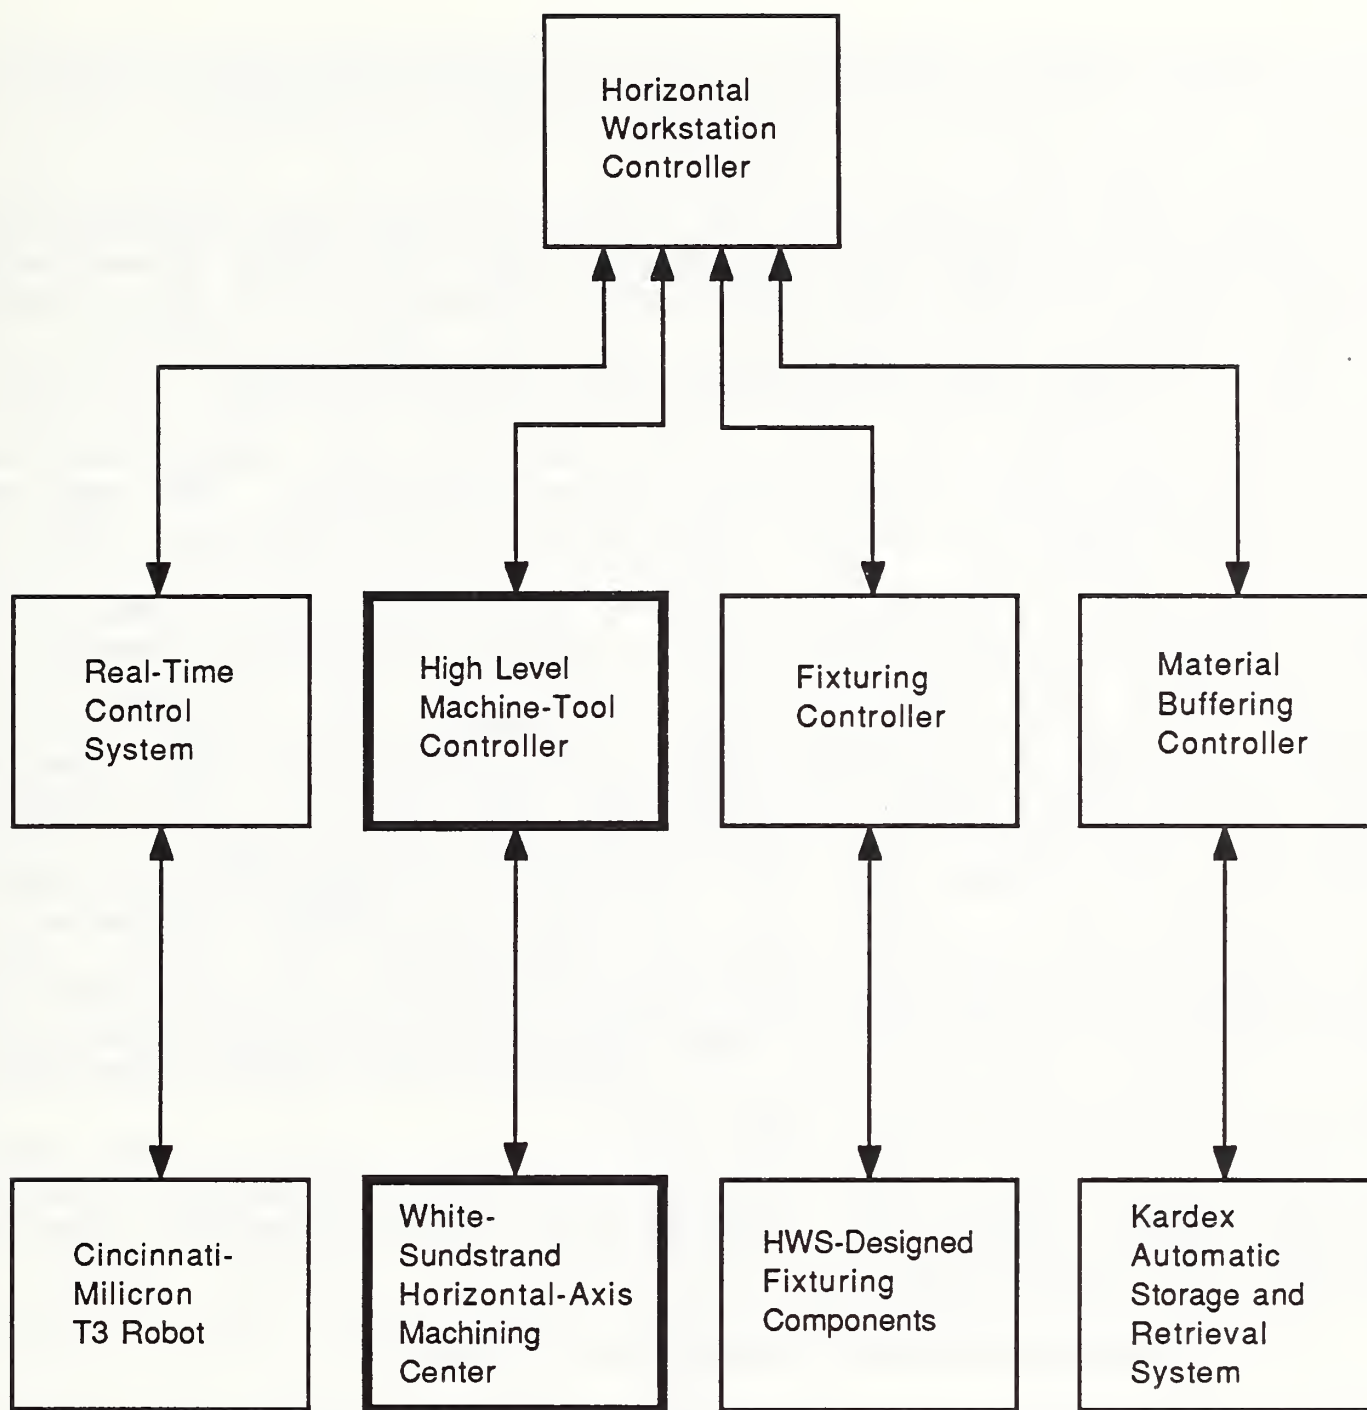 Horizontal
Workstation
Controller
Real-Time
Control
System
High Level
Machine-Tool
Controller
Fixturing
Controller
Material
Buffering
Controller
Cincinnati-
Milicron
T3 Robot
White-
Sundstrand
Horizontal-Axis
Machining
Center
HWS-Designed
Fixturing
Components
Kardex
Automatic
Storage and
Retrieval
System